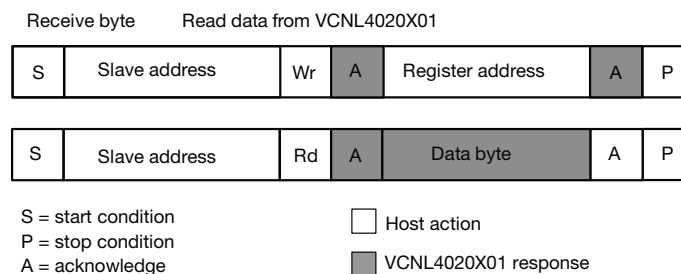 Receive byte Read data from VCNL4020X01
S Slave address Wr A Register address A P
S Slave address Rd A Data byte A P
S = start condition
P = stop condition
A = acknowledge
Host action
VCNL4020X01 response